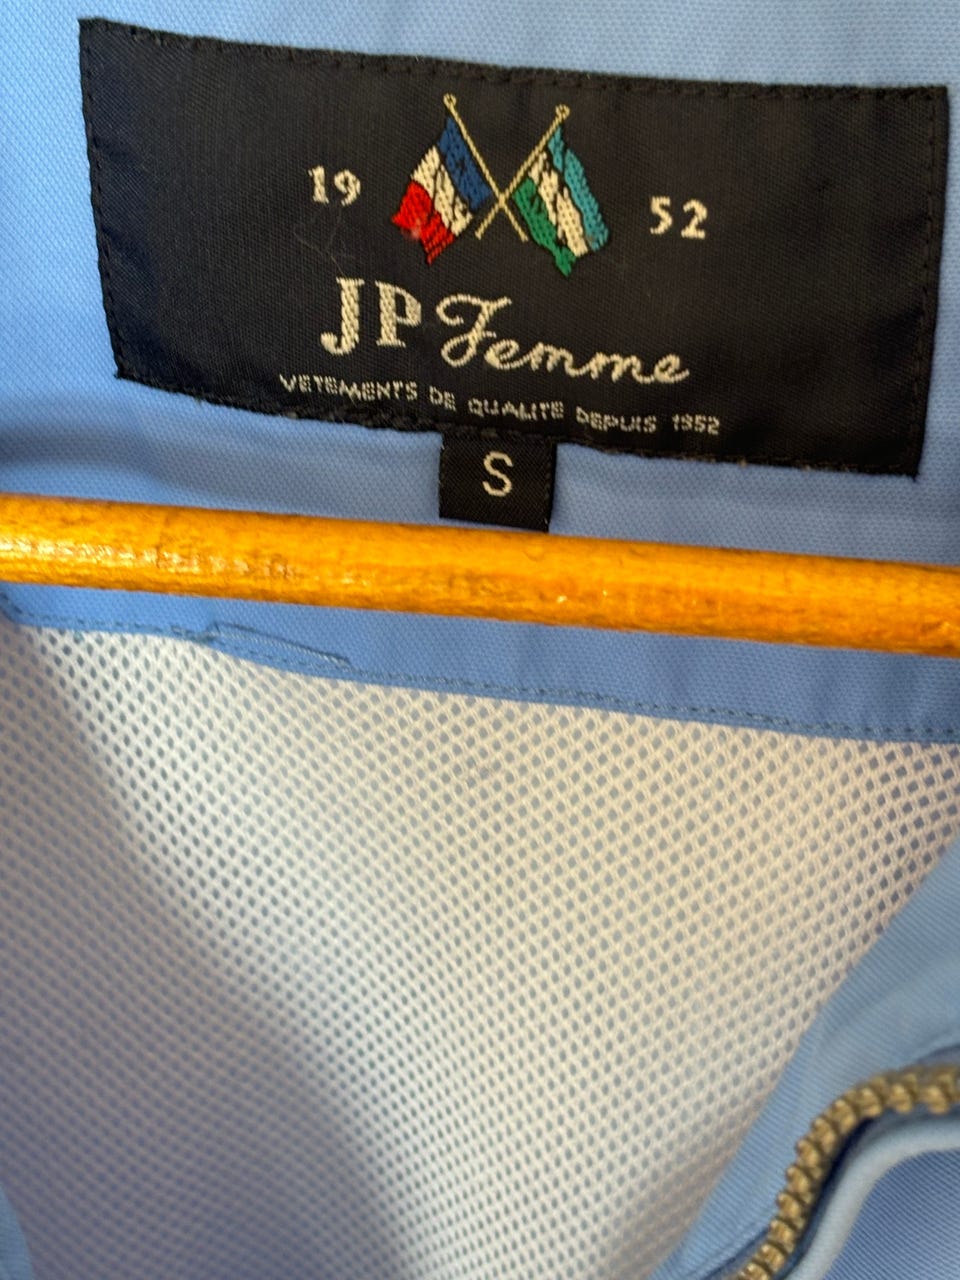 19 52
JP Femme
VETEMENTS DE QUALITE DEPUIS 1952
S